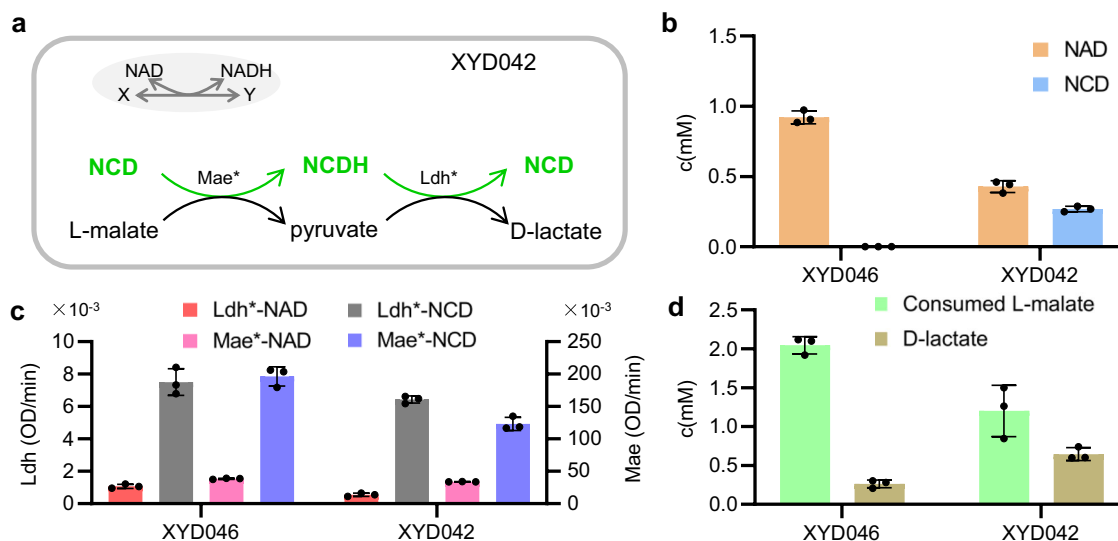 a
XYD042
NAD NADH
X Y
NCD NCDH NCD
Mae* Ldh*
L-malate pyruvate D-lactate
b
NAD
NCD
c(mM)
1.5
1.0
0.5
0.0
XYD046 XYD042
c
×10-3
Ldh*-NAD Ldh*-NCD
Mae*-NAD Mae*-NCD
×10-3
Ldh (OD/min)
10
8
6
4
2
0
Mae (OD/min)
250
200
150
100
50
0
XYD046 XYD042
d
Consumed L-malate
D-lactate
c(mM)
2.5
2.0
1.5
1.0
0.5
0.0
XYD046 XYD042